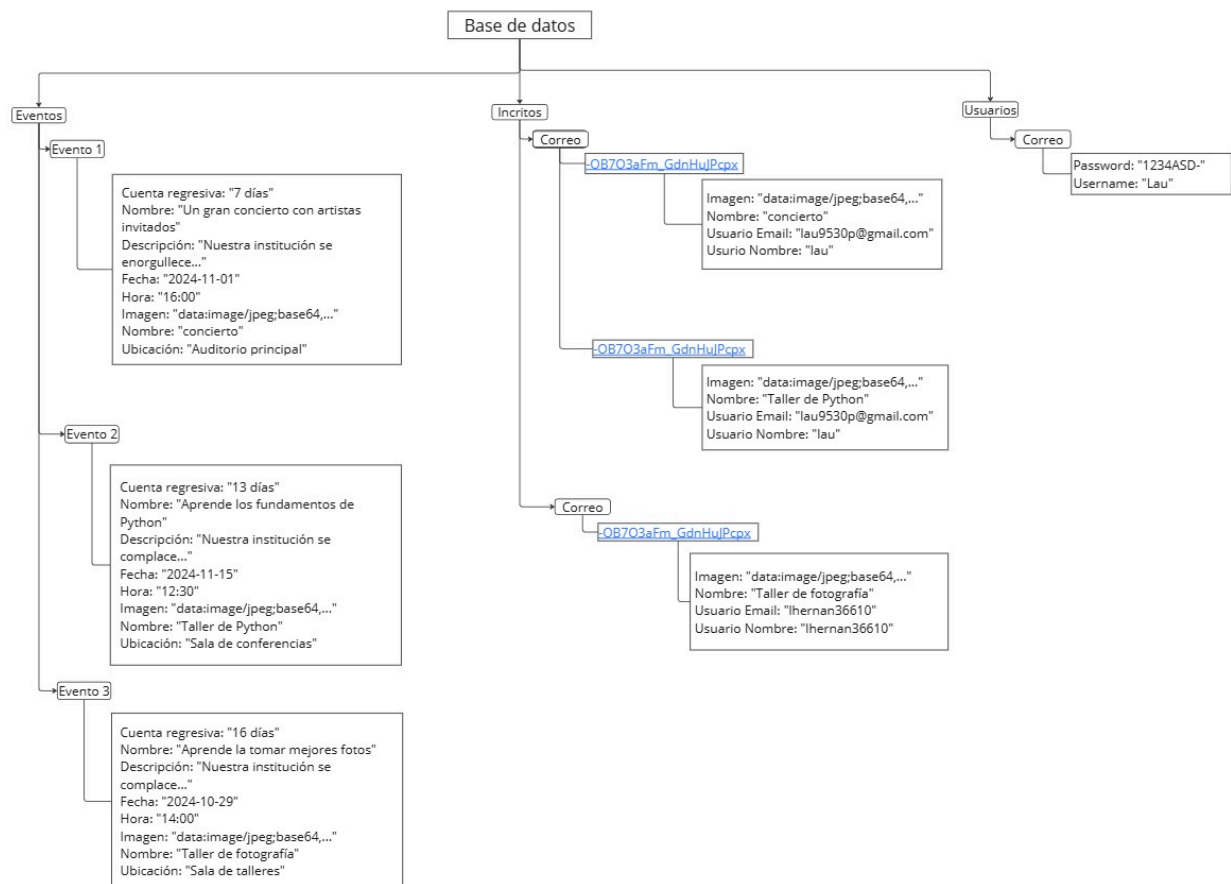 Base de datos
Eventos
Evento 1
Cuenta regresiva: "7 días"
Nombre: "Un gran concierto con artistas
invitados"
Descripción: "Nuestra institución se
enorgullece..."
Fecha: "2024-11-01"
Hora: "16:00"
Imagen: "data:image/jpeg;base64,..."
Nombre: "concierto"
Ubicación: "Auditorio principal"
Evento 2
Cuenta regresiva: "13 días"
Nombre: "Aprende los fundamentos de
Python"
Descripción: "Nuestra institución se
complace..."
Fecha: "2024-11-15"
Hora: "12:30"
Imagen: "data:image/jpeg;base64,..."
Nombre: "Taller de Python"
Ubicación: "Sala de conferencias"
Evento 3
Cuenta regresiva: "16 días"
Nombre: "Aprende la tomar mejores fotos"
Descripción: "Nuestra institución se
complace..."
Fecha: "2024-10-29"
Hora: "14:00"
Imagen: "data:image/jpeg;base64,..."
Nombre: "Taller de fotografía"
Ubicación: "Sala de talleres"
Incritos
Correo
-OB7O3aFm_GdnHuJPcpx
Imagen: "data:image/jpeg;base64,..."
Nombre: "concierto"
Usuario Email: "lau9530p@gmail.com"
Usurio Nombre: "lau"
-OB7O3aFm_GdnHuJPcpx
Imagen: "data:image/jpeg;base64,..."
Nombre: "Taller de Python"
Usuario Email: "lau9530p@gmail.com"
Usuario Nombre: "lau"
Correo
-OB7O3aFm_GdnHuJPcpx
Imagen: "data:image/jpeg;base64,..."
Nombre: "Taller de fotografía"
Usuario Email: "lhernan36610"
Usuario Nombre: "lhernan36610"
Usuarios
Correo
Password: "1234ASD-"
Username: "Lau"